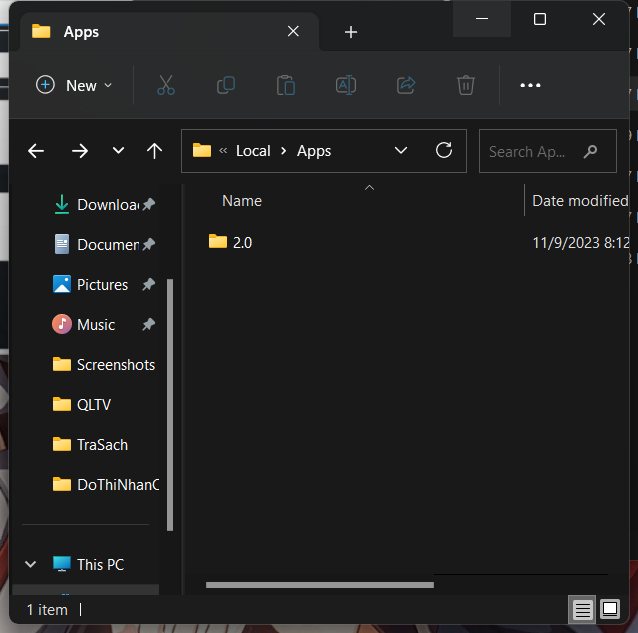 Apps
New
Local Apps
Search Ap...
Name
Date modified
Downloa
Documen
Pictures
Music
Screenshots
QLTV
TraSach
DoThiNhanC
This PC
2.0
11/9/2023 8:12
1 item